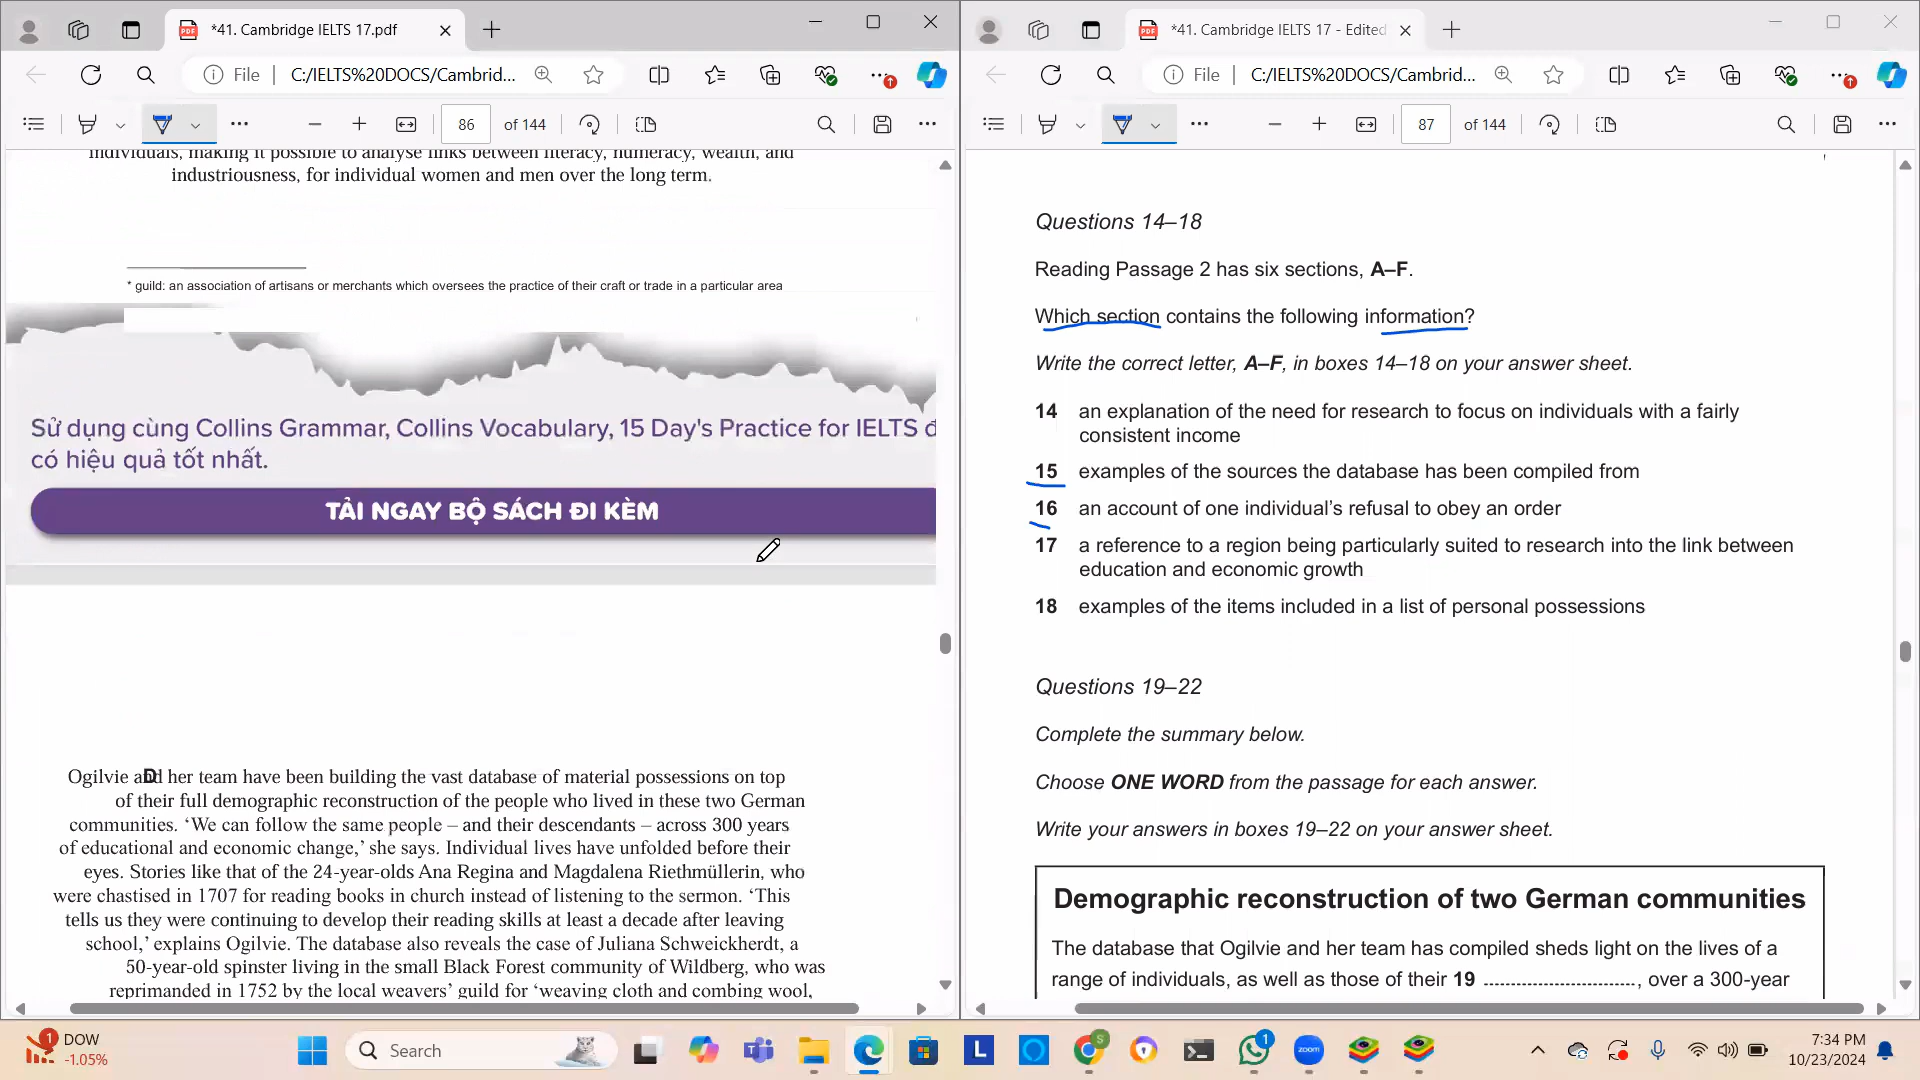 *41. Cambridge IELTS 17.pdf
File
C:/IELTS%20DOCS/Cambrid...
86 of 144
individuals, making it possible to analyse links between literacy, numeracy, wealth, and
industriousness, for individual women and men over the long term.
* guild: an association of artisans or merchants which oversees the practice of their craft or trade in a particular area
Sử dụng cùng Collins Grammar, Collins Vocabulary, 15 Day's Practice for IELTS đ
có hiệu quả tốt nhất.
TẢI NGAY BỘ SÁCH ĐI KÈM
D
Ogilvie and her team have been building the vast database of material possessions on top
of their full demographic reconstruction of the people who lived in these two German
communities. ‘We can follow the same people – and their descendants – across 300 years
of educational and economic change,’ she says. Individual lives have unfolded before their
eyes. Stories like that of the 24-year-olds Ana Regina and Magdalena Riethmüllerin, who
were chastised in 1707 for reading books in church instead of listening to the sermon. ‘This
tells us they were continuing to develop their reading skills at least a decade after leaving
school,’ explains Ogilvie. The database also reveals the case of Juliana Schweickherdt, a
50-year-old spinster living in the small Black Forest community of Wildberg, who was
reprimanded in 1752 by the local weavers’ guild for ‘weaving cloth and combing wool,
*41. Cambridge IELTS 17 - Edited
File
C:/IELTS%20DOCS/Cambrid...
87 of 144
Questions 14–18
Reading Passage 2 has six sections, A–F.
Which section contains the following information?
Write the correct letter, A–F, in boxes 14–18 on your answer sheet.
14 an explanation of the need for research to focus on individuals with a fairly
consistent income
15 examples of the sources the database has been compiled from
16 an account of one individual’s refusal to obey an order
17 a reference to a region being particularly suited to research into the link between
education and economic growth
18 examples of the items included in a list of personal possessions
Questions 19–22
Complete the summary below.
Choose ONE WORD from the passage for each answer.
Write your answers in boxes 19–22 on your answer sheet.
Demographic reconstruction of two German communities
The database that Ogilvie and her team has compiled sheds light on the lives of a
range of individuals, as well as those of their 19 ............................, over a 300-year
1
DOW
-1.05%
Search
L
S
1
zoom
7:34 PM
10/23/2024